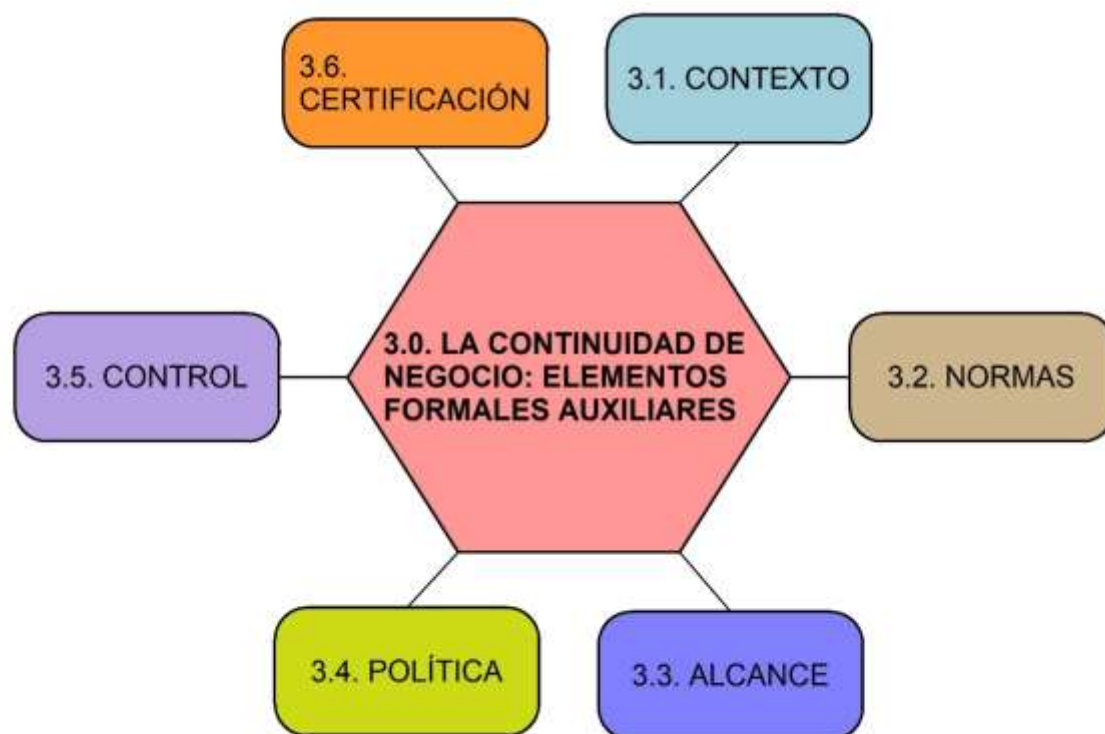 3.6.
CERTIFICACIÓN
3.1. CONTEXTO
3.0. LA CONTINUIDAD DE
NEGOCIO: ELEMENTOS
FORMALES AUXILIARES
3.5. CONTROL
3.2. NORMAS
3.4. POLÍTICA
3.3. ALCANCE